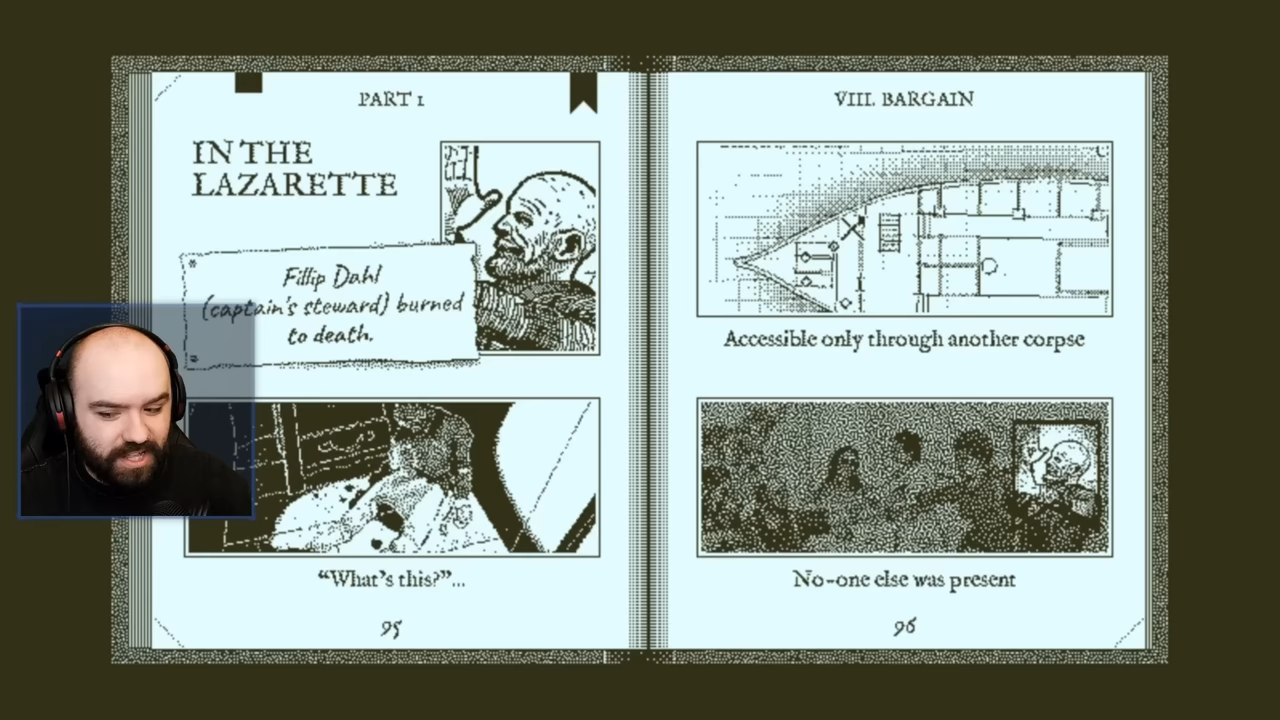 PART 1
IN THE
LAZARETTE
Fillip Dahl
(captain's steward) burned
to death.
"What's this?"...
95
VIII. BARGAIN
Accessible only through another corpse
No-one else was present
96